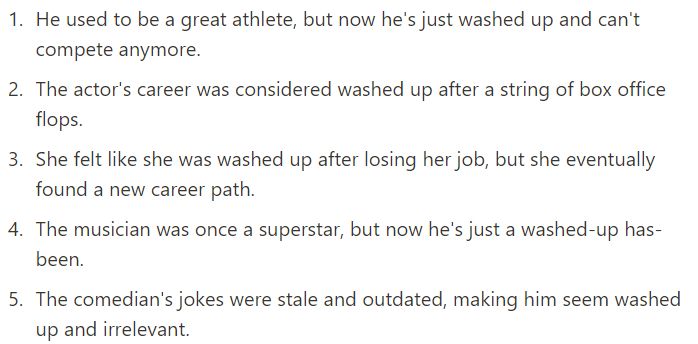 1. He used to be a great athlete, but now he's just washed up and can't
compete anymore.
2. The actor's career was considered washed up after a string of box office
flops.
3. She felt like she was washed up after losing her job, but she eventually
found a new career path.
4. The musician was once a superstar, but now he's just a washed-up has-
been.
5. The comedian's jokes were stale and outdated, making him seem washed
up and irrelevant.